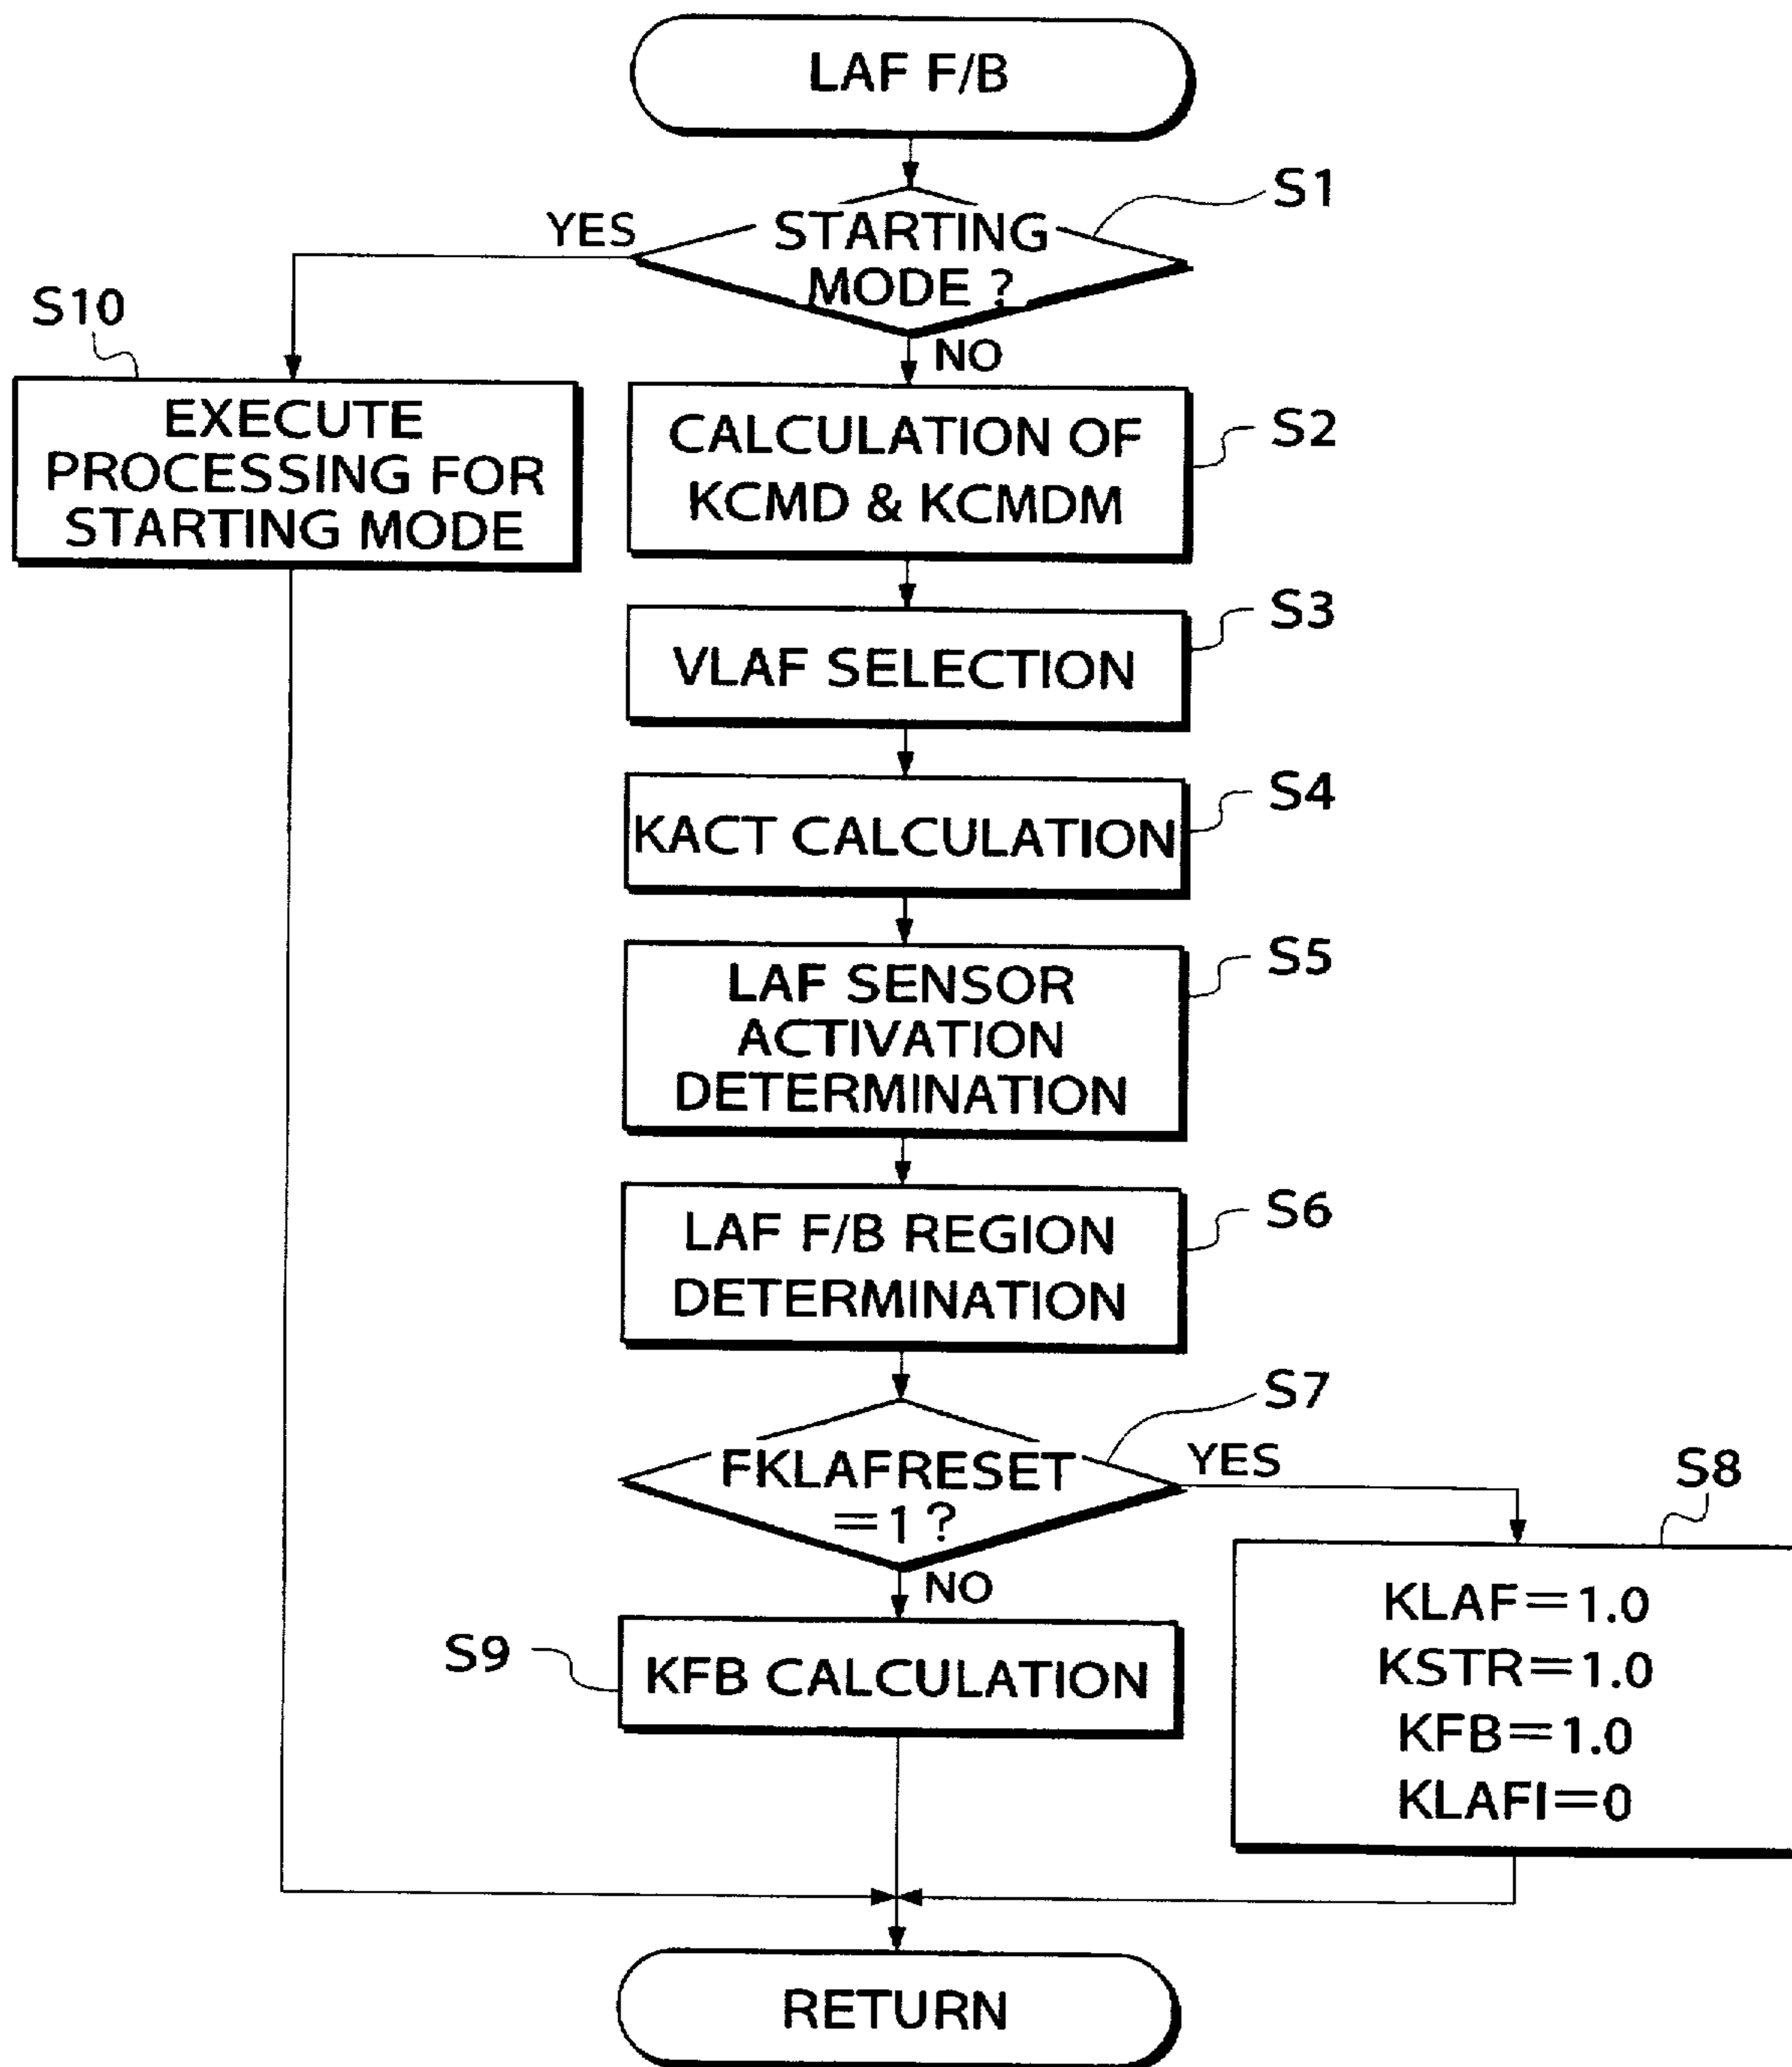 LAF F/B
S1
YES
STARTING
MODE ?
S10
NO
EXECUTE
PROCESSING FOR
STARTING MODE
CALCULATION OF
KCMD & KCMDM
S2
S3
VLAF SELECTION
S4
KACT CALCULATION
S5
LAF SENSOR
ACTIVATION
DETERMINATION
S6
LAF F/B REGION
DETERMINATION
S7
FKLAFRESET
=1?
YES
S8
NO
KLAF=1.0
KSTR=1.0
KFB=1.0
KLAFI=0
S9
KFB CALCULATION
RETURN